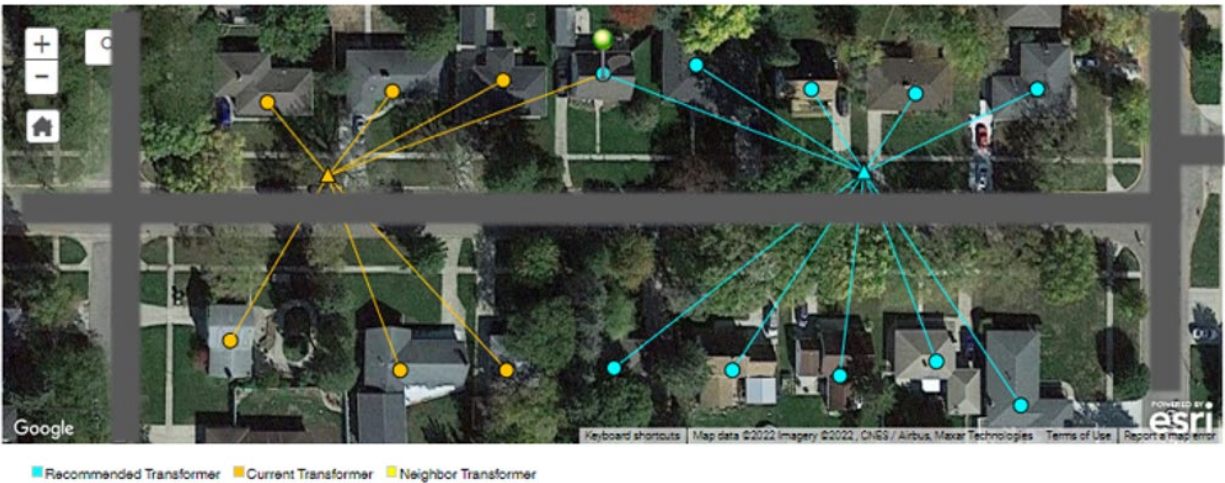 +
−
Google
POWERED BY
esri
Keyboard shortcuts
Map data ©2022 Imagery ©2022 , CNES / Airbus, Maxar Technologies
Terms of Use
Report a map error
Recommended Transformer Current Transformer Neighbor Transformer